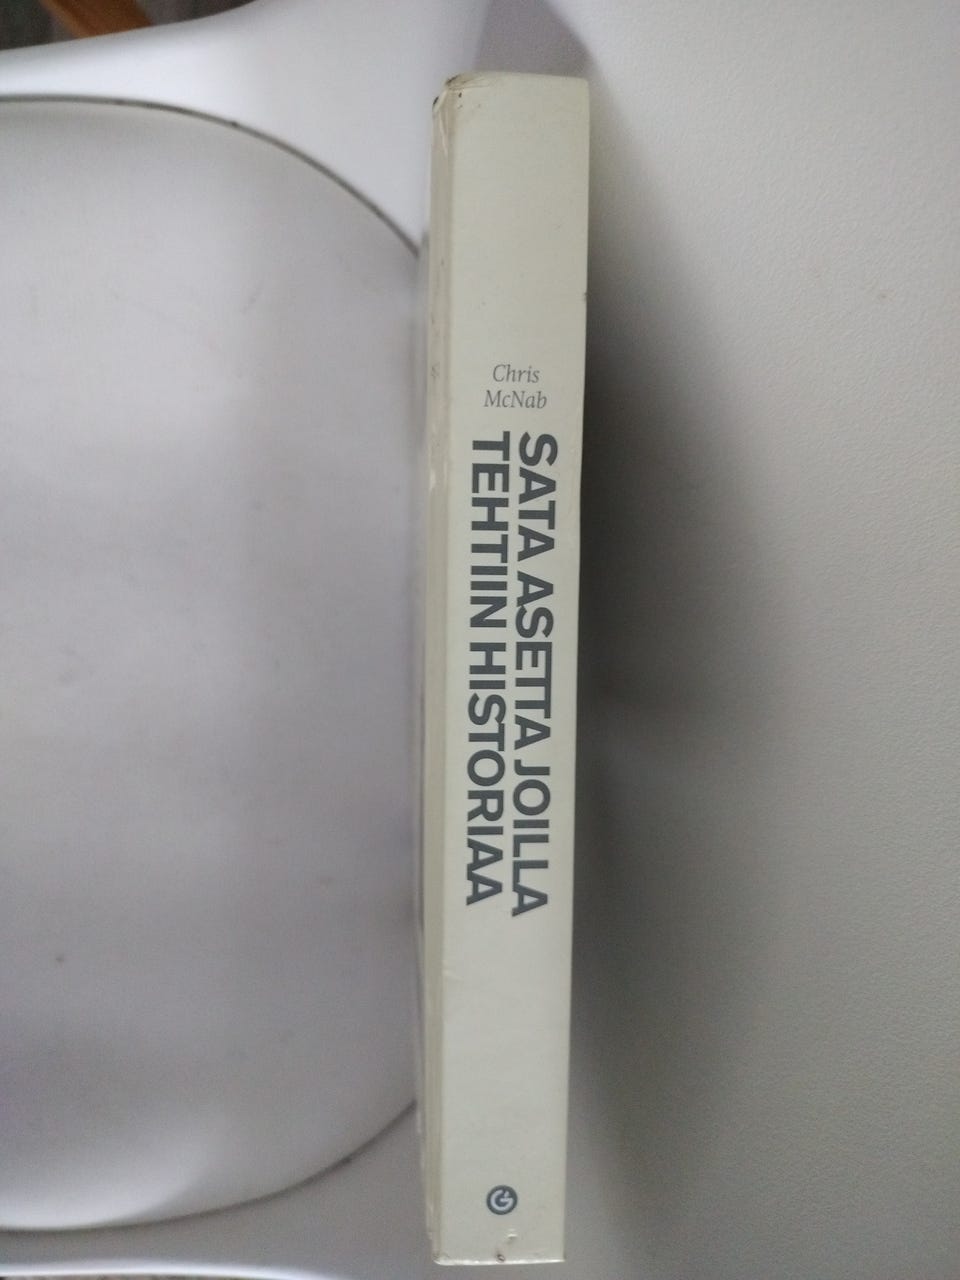 Chris
McNab
SATA ASETTA JOILLA
TEHTIIN HISTORIAA